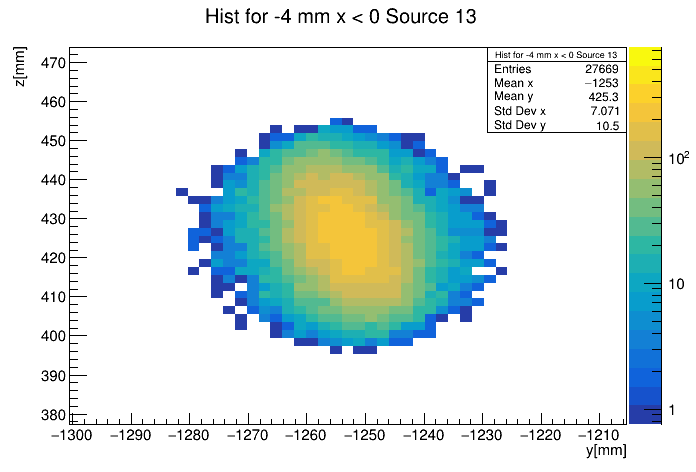 Hist for -4 mm x < 0 Source 13
z[mm]
Hist for -4 mm x < 0 Source 13
Entries 27669
Mean x −1253
Mean y 425.3
Std Dev x 7.071
Std Dev y 10.5
470
460
450
440
430
420
410
400
390
380
10²
10
1
−1300 −1290 −1280 −1270 −1260 −1250 −1240 −1230 −1220 −1210
y[mm]